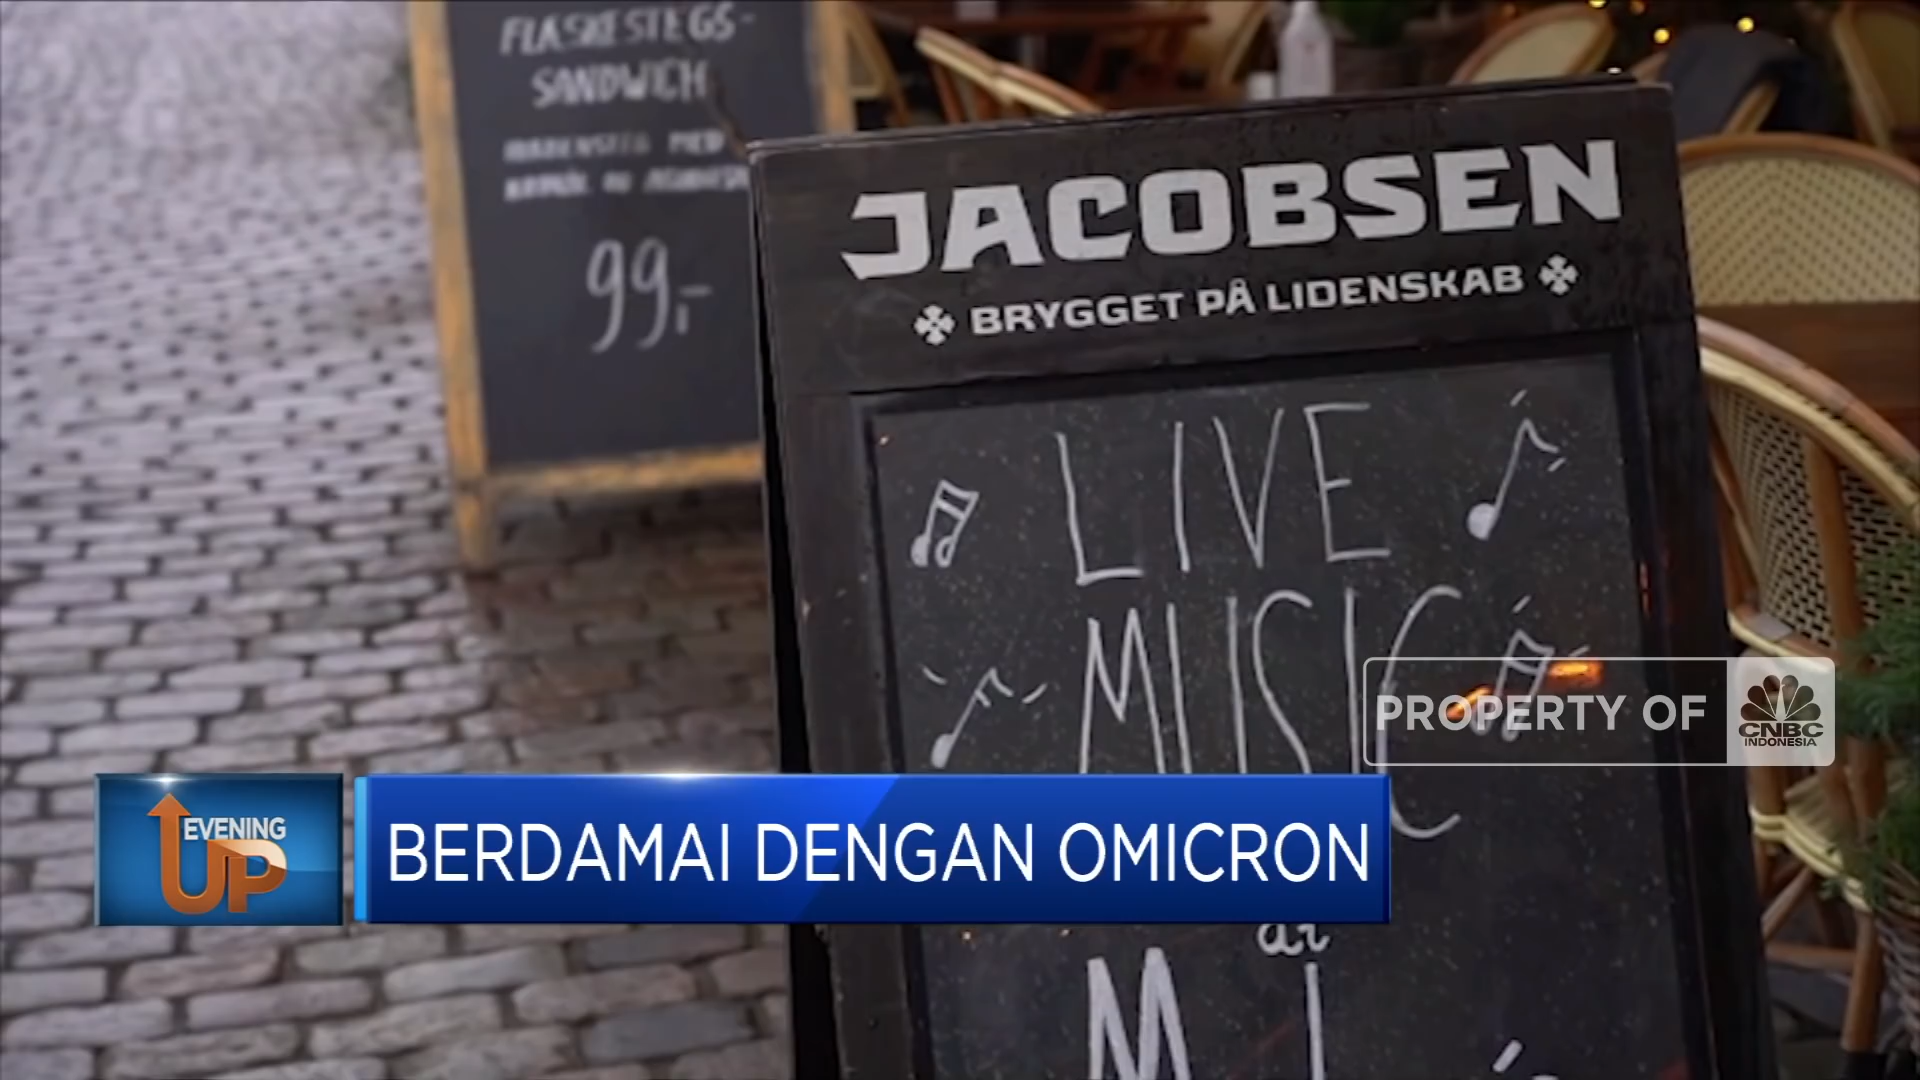 FLÆSKESTEGS-
SANDWICH
99,-
JACOBSEN
BRYGGET PÅ LIDENSKAB
LIVE
MUSIC
PROPERTY OF
CNBC
INDONESIA
EVENING
UP
BERDAMAI DENGAN OMICRON